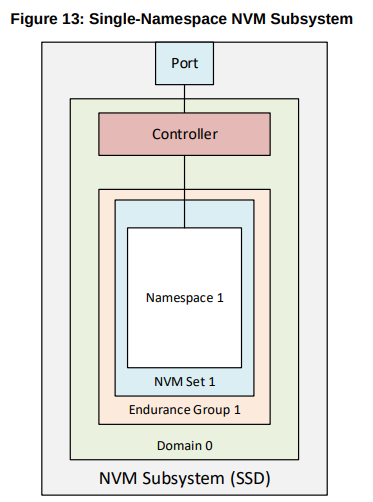 Figure 13: Single-Namespace NVM Subsystem
Port
Controller
Namespace 1
NVM Set 1
Endurance Group 1
Domain 0
NVM Subsystem (SSD)